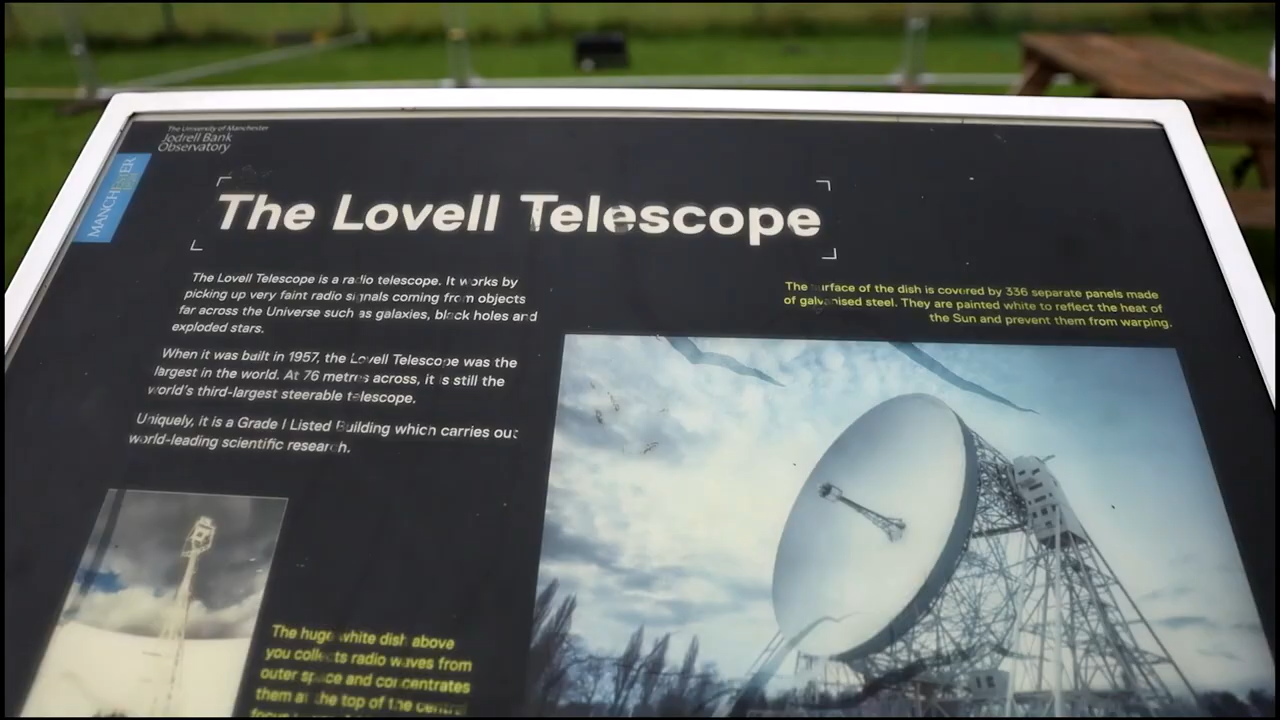 The University of Manchester
Jodrell Bank
Observatory
MANCHESTER
The Lovell Telescope
The Lovell Telescope is a radio telescope. It works by
picking up very faint radio signals coming from objects
far across the Universe such as galaxies, black holes and
exploded stars.
When it was built in 1957, the Lovell Telescope was the
largest in the world. At 76 metres across, it is still the
world's third-largest steerable telescope.
Uniquely, it is a Grade I Listed Building which carries out
world-leading scientific research.
The surface of the dish is covered by 336 separate panels made
of galvanised steel. They are painted white to reflect the heat of
the Sun and prevent them from warping.
The huge white dish above
you collects radio waves from
outer space and concentrates
them at the top of the central
focus